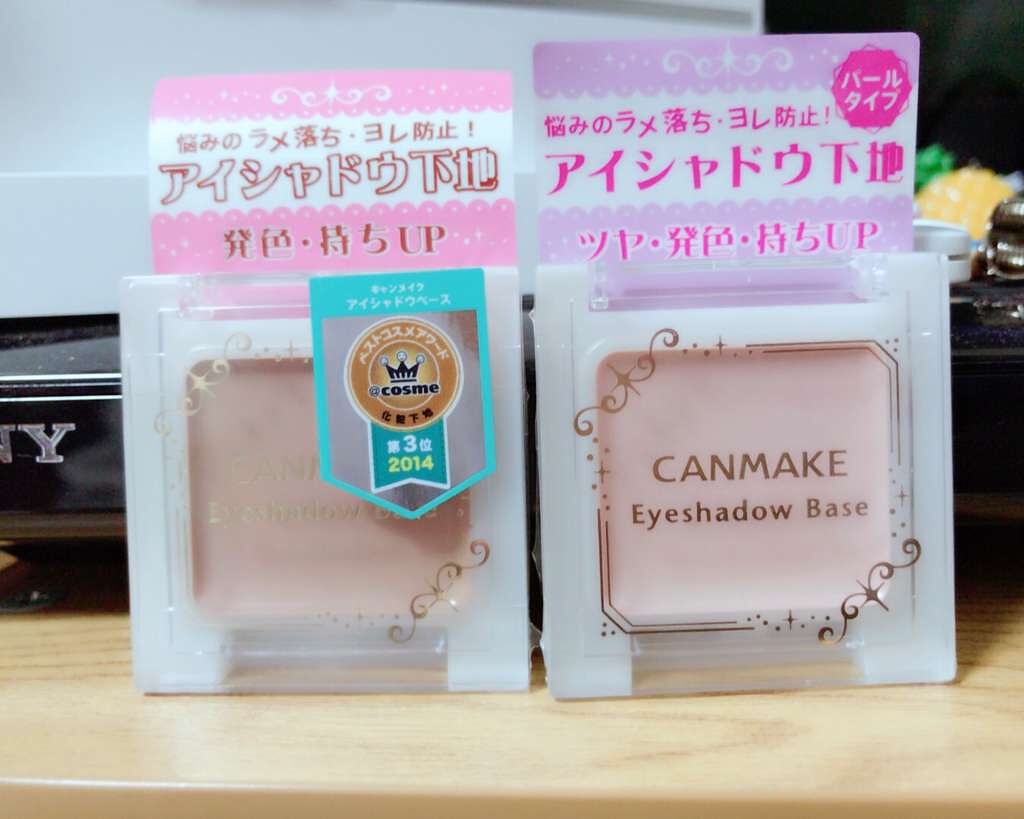 悩みのラメ落ち・ヨレ防止!
アイシャドウ下地
発色・持ちUP
キャンメイク
アイシャドウベース
ベストコスメアワード
@cosme
化粧下地
第3位
2014
CANM
Eyeshadow Base
パール
タイプ
悩みのラメ落ち・ヨレ防止!
アイシャドウ下地
ツヤ・発色・持ちUP
CANMAKE
Eyeshadow Base
NY